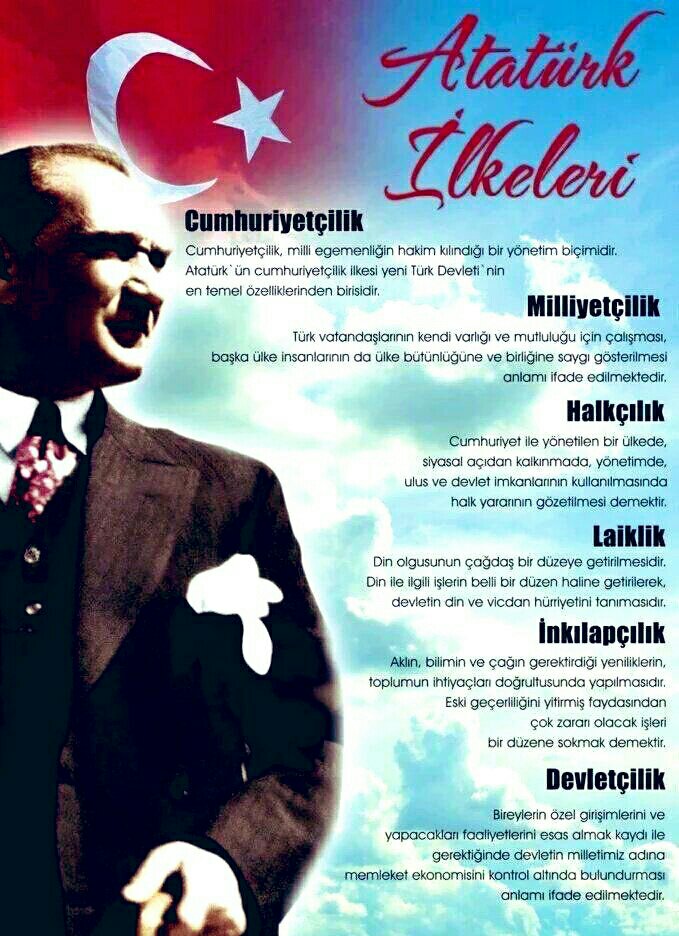 Atatürk
İlkeleri
Cumhuriyetçilik
Cumhuriyetçilik, milli egemenliğin hakim kılındığı bir yönetim biçimidir.
Atatürk`ün cumhuriyetçilik ilkesi yeni Türk Devleti`nin
en temel özelliklerinden birisidir.
Milliyetçilik
Türk vatandaşlarının kendi varlığı ve mutluluğu için çalışması,
başka ülke insanlarının da ülke bütünlüğüne ve birliğine saygı gösterilmesi
anlamı ifade edilmektedir.
Halkçılık
Cumhuriyet ile yönetilen bir ülkede,
siyasal açıdan kalkınmada, yönetimde,
ulus ve devlet imkanlarının kullanılmasında
halk yararının gözetilmesi demektir.
Laiklik
Din olgusunun çağdaş bir düzeye getirilmesidir.
Din ile ilgili işlerin belli bir düzen haline getirilerek,
devletin din ve vicdan hürriyetini tanımasıdır.
İnkılapçılık
Aklın, bilimin ve çağın gerektirdiği yeniliklerin,
toplumun ihtiyaçları doğrultusunda yapılmasıdır.
Eski geçerliliğini yitirmiş faydasından
çok zararı olacak işleri
bir düzene sokmak demektir.
Devletçilik
Bireylerin özel girişimlerini ve
yapacakları faaliyetlerini esas almak kaydı ile
gerektiğinde devletin milletimiz adına
memleket ekonomisini kontrol altında bulundurması
anlamı ifade edilmektedir.